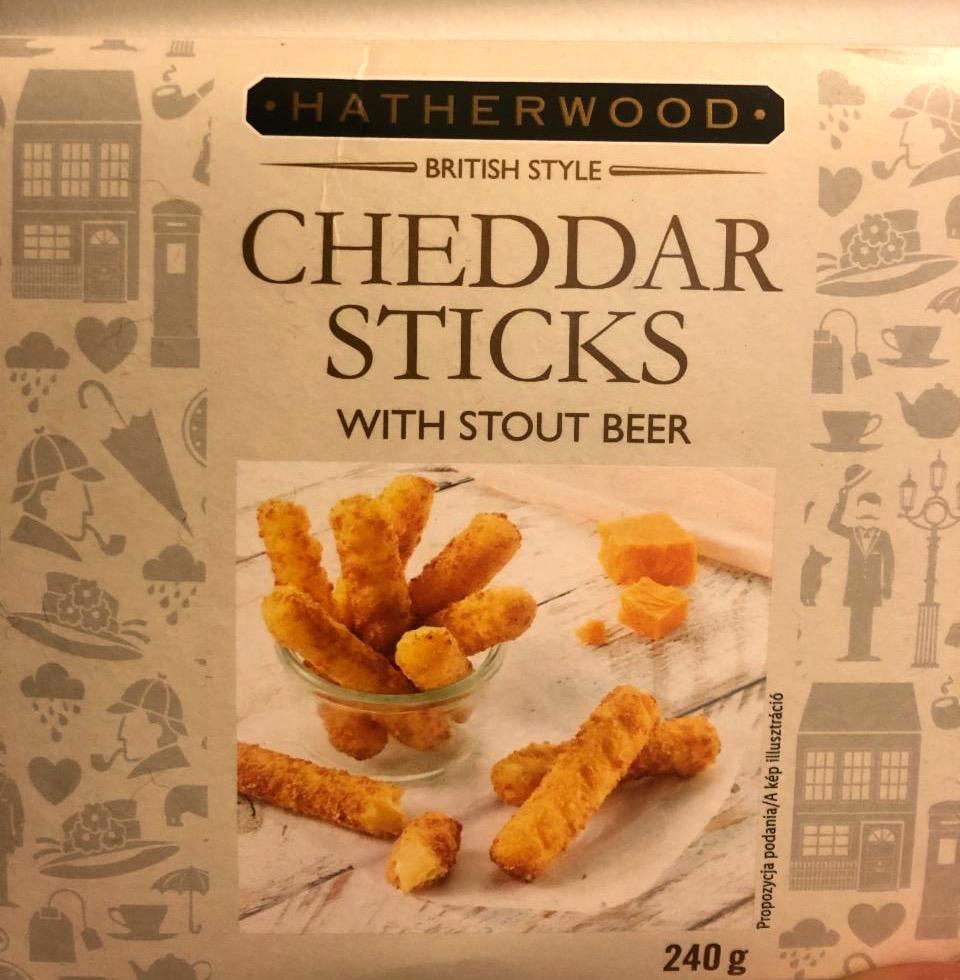 HATHERWOOD
BRITISH STYLE
CHEDDAR
STICKS
WITH STOUT BEER
Propozycja podania/A kép illusztráció
240 g